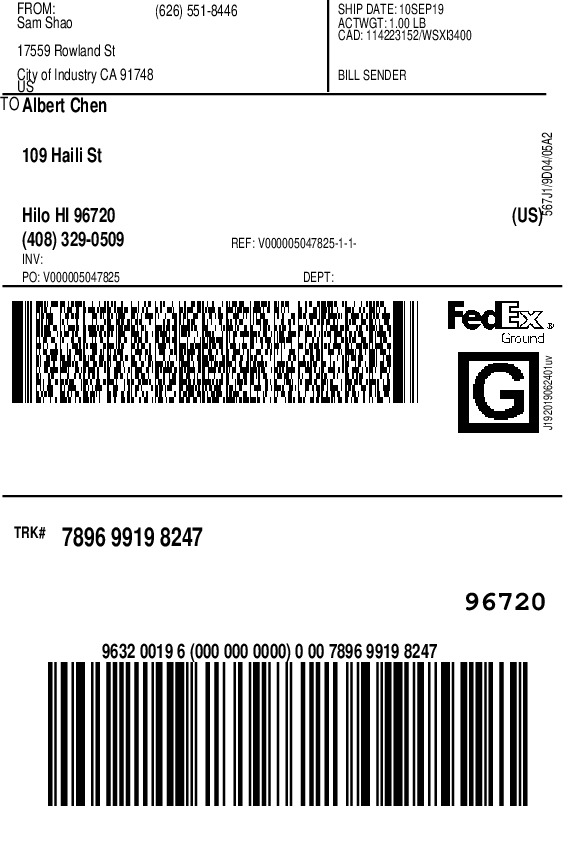 FROM: (626) 551-8446
Sam Shao
17559 Rowland St
City of Industry CA 91748
US
SHIP DATE: 10SEP19
ACTWGT: 1.00 LB
CAD: 114223152/WSXI3400
BILL SENDER
TO Albert Chen
109 Haili St
Hilo HI 96720 (US)
(408) 329-0509 REF: V000005047825-1-1-
INV:
PO: V000005047825 DEPT:
567J1/9D04/05A2
FedEx®
Ground
G
J192019062401uv
TRK# 7896 9919 8247
96720
9632 0019 6 (000 000 0000) 0 00 7896 9919 8247